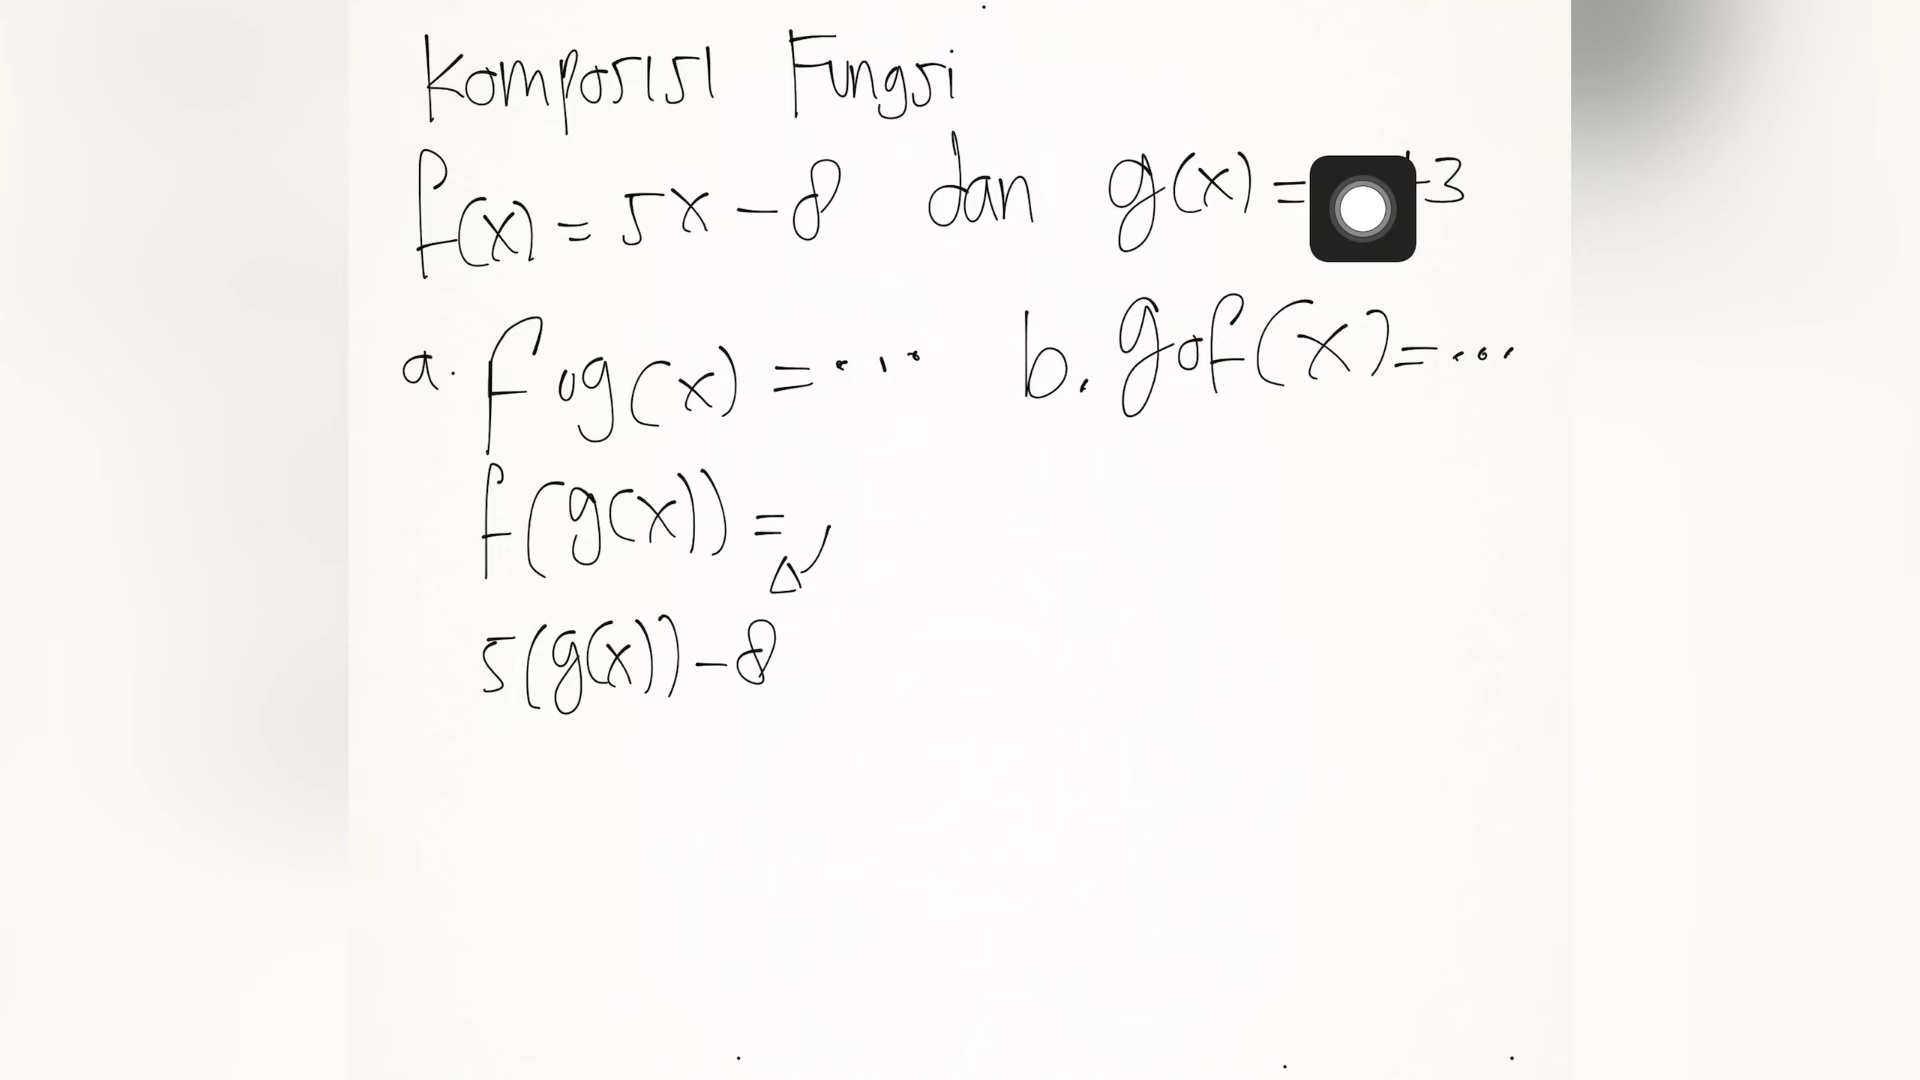 Komposisi Fungsi
f(x) = 5x - 8 dan g(x) = +3
a. fog(x) = ... b. gof(x) = ...
f(g(x)) =
5(g(x)) - 8